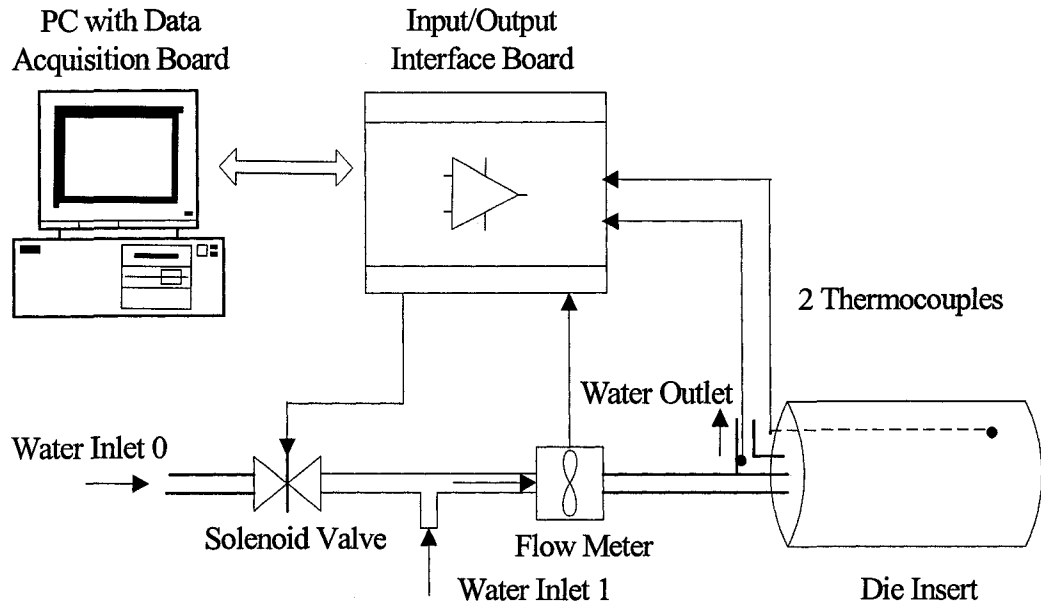 PC with Data
Acquisition Board
Input/Output
Interface Board
2 Thermocouples
Water Outlet
Water Inlet 0
Solenoid Valve
Flow Meter
Water Inlet 1
Die Insert